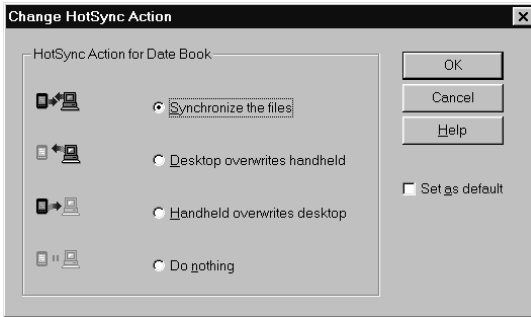 Change HotSync Action
HotSync Action for Date Book
Synchronize the files
Desktop overwrites handheld
Handheld overwrites desktop
Do nothing
OK
Cancel
Help
Set as default